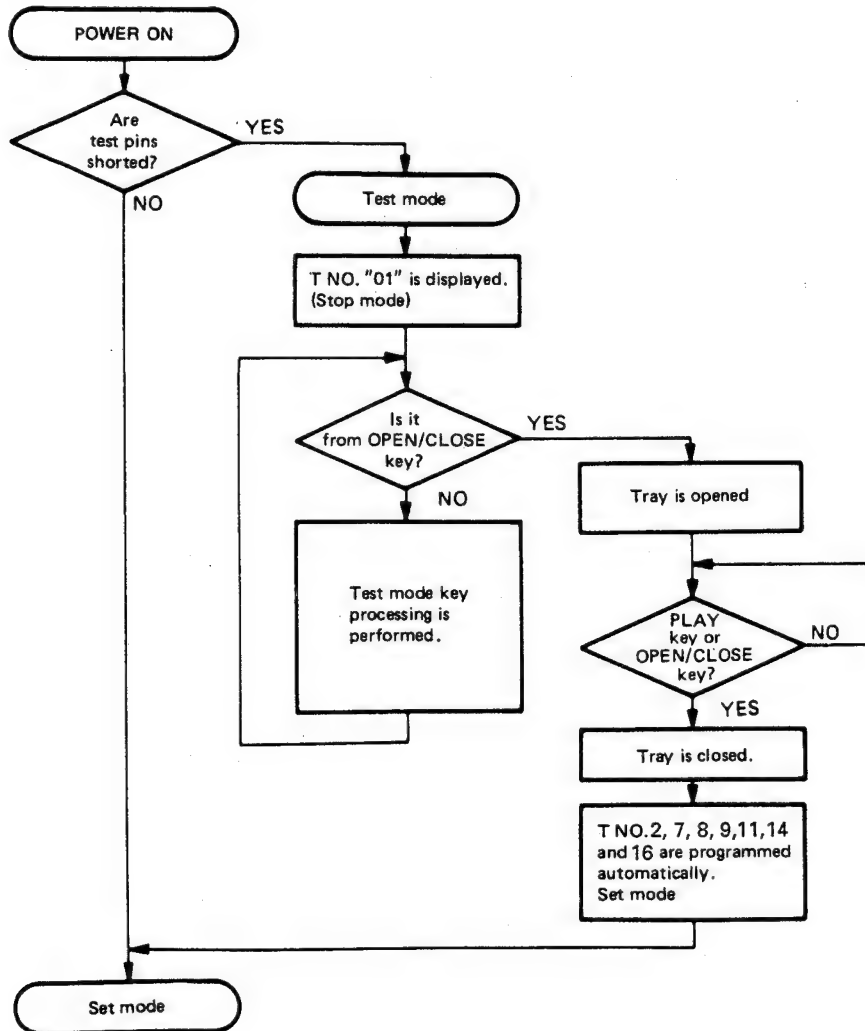 POWER ON
Are
test pins
shorted?
YES
NO
Test mode
T NO. "01" is displayed.
(Stop mode)
Is it
from OPEN/CLOSE
key?
YES
NO
Tray is opened
Test mode key
processing is
performed.
PLAY
key or
OPEN/CLOSE
key?
NO
YES
Tray is closed.
T NO.2, 7, 8, 9,11,14
and 16 are programmed
automatically.
Set mode
Set mode